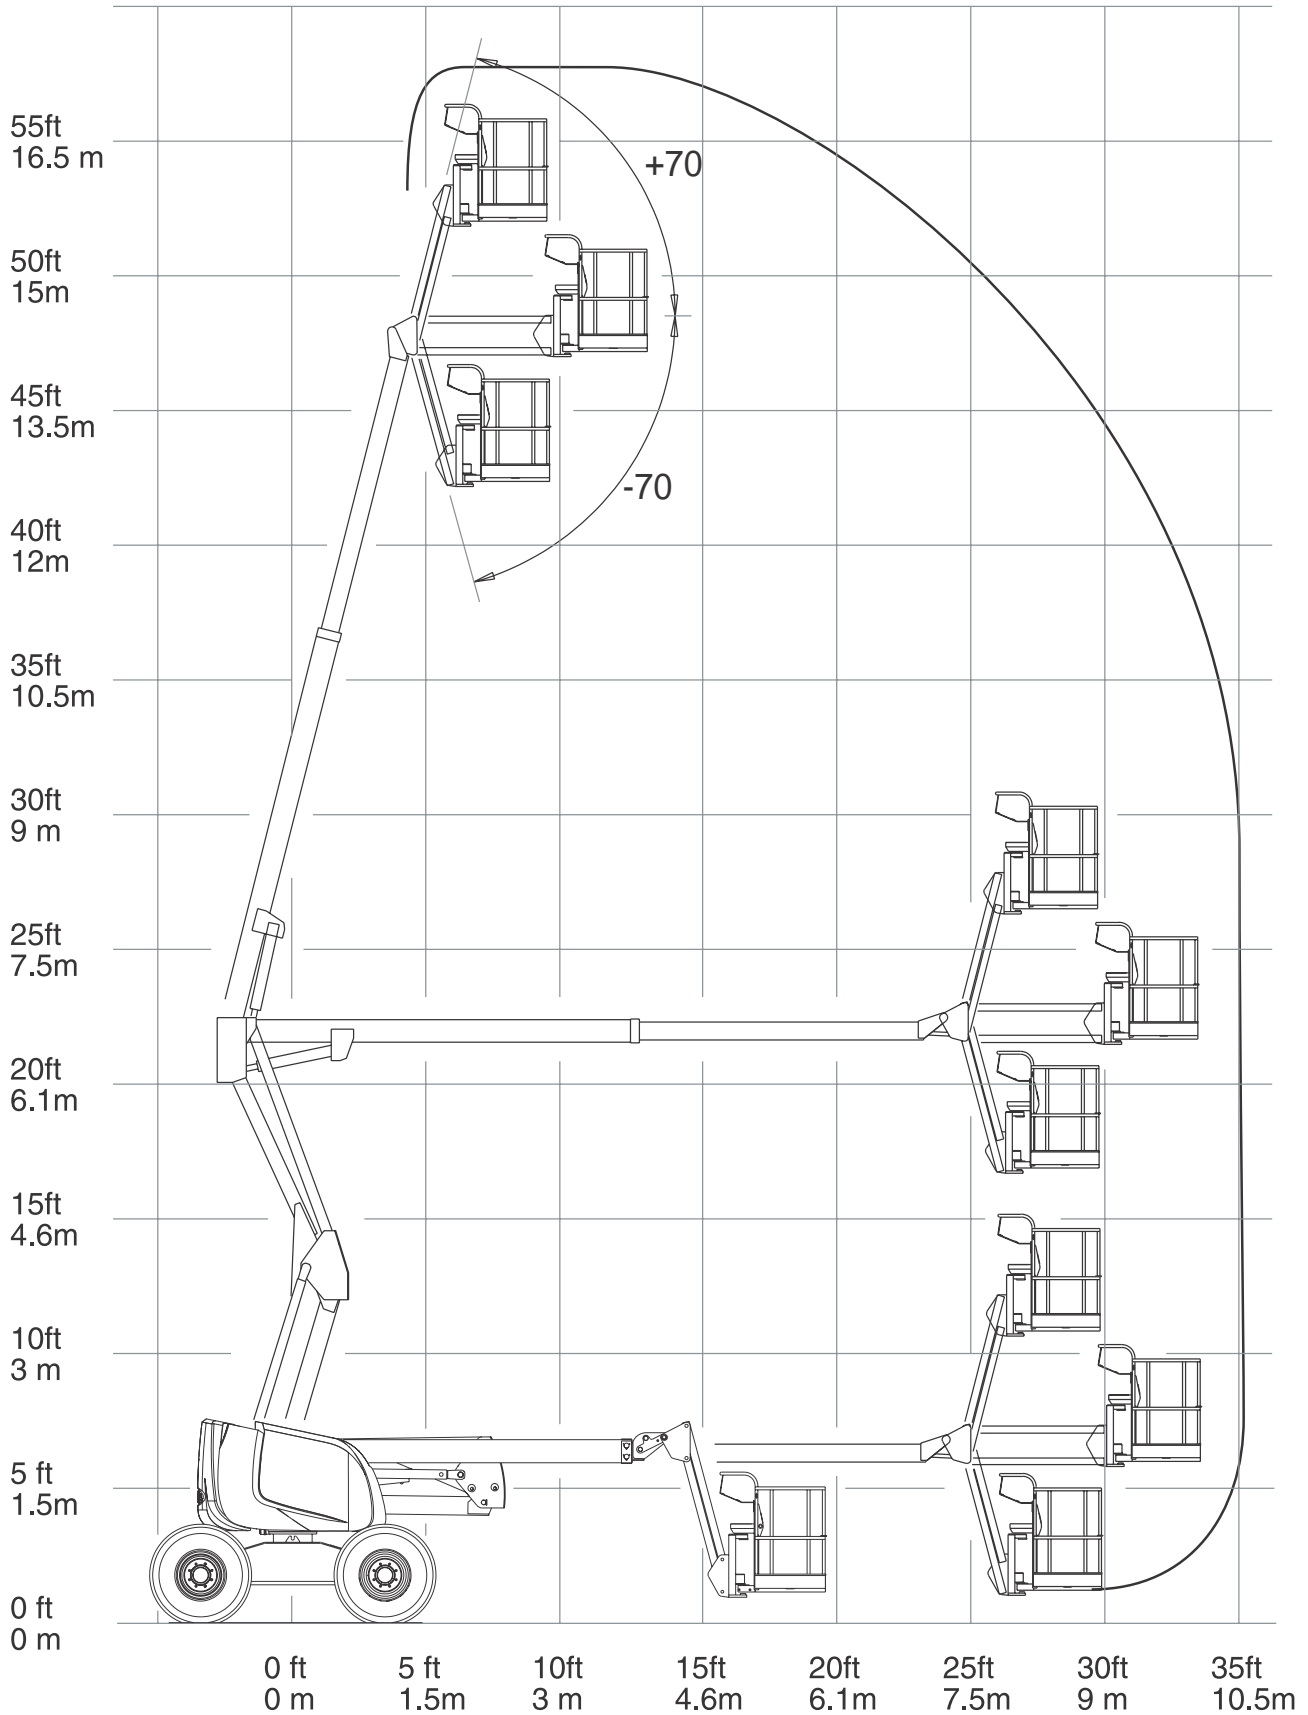 +70
55ft
16.5 m
50ft
15m
45ft
13.5m
-70
40ft
12m
35ft
10.5m
30ft
9 m
25ft
7.5m
20ft
6.1m
15ft
4.6m
10ft
3 m
5 ft
1.5m
0 ft
0 m
0 ft 5 ft 10ft 15ft 20ft 25ft 30ft 35ft
0 m 1.5m 3 m 4.6m 6.1m 7.5m 9 m 10.5m